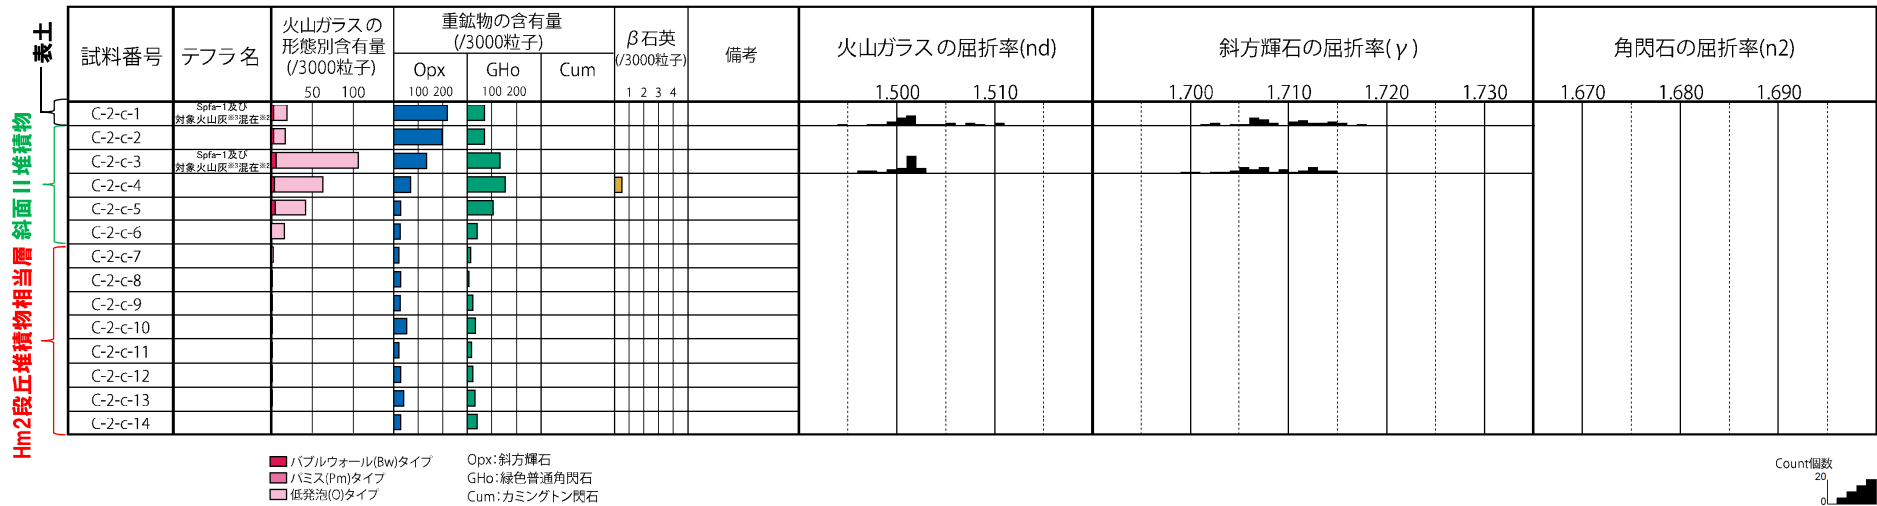 表土
斜面II堆積物
Hm2段丘堆積物相当層
試料番号
テフラ名
火山ガラスの
形態別含有量
(/3000粒子)
50 100
重鉱物の含有量
(/3000粒子)
Opx GHo Cum
100 200 100 200
β石英
(/3000粒子)
1 2 3 4
備考
火山ガラスの屈折率(nd)
1.500 1.510
斜方輝石の屈折率(γ)
1.700 1.710 1.720 1.730
角閃石の屈折率(n2)
1.670 1.680 1.690
C-2-c-1
Spfa-1及び
対象火山灰※3混在※2
C-2-c-2
C-2-c-3
Spfa-1及び
対象火山灰※3混在※2
C-2-c-4
C-2-c-5
C-2-c-6
C-2-c-7
C-2-c-8
C-2-c-9
C-2-c-10
C-2-c-11
C-2-c-12
C-2-c-13
C-2-c-14
バブルウォール(Bw)タイプ
パミス(Pm)タイプ
低発泡(O)タイプ
Opx:斜方輝石
GHo:緑色普通角閃石
Cum:カミングトン閃石
Count個数
20
0